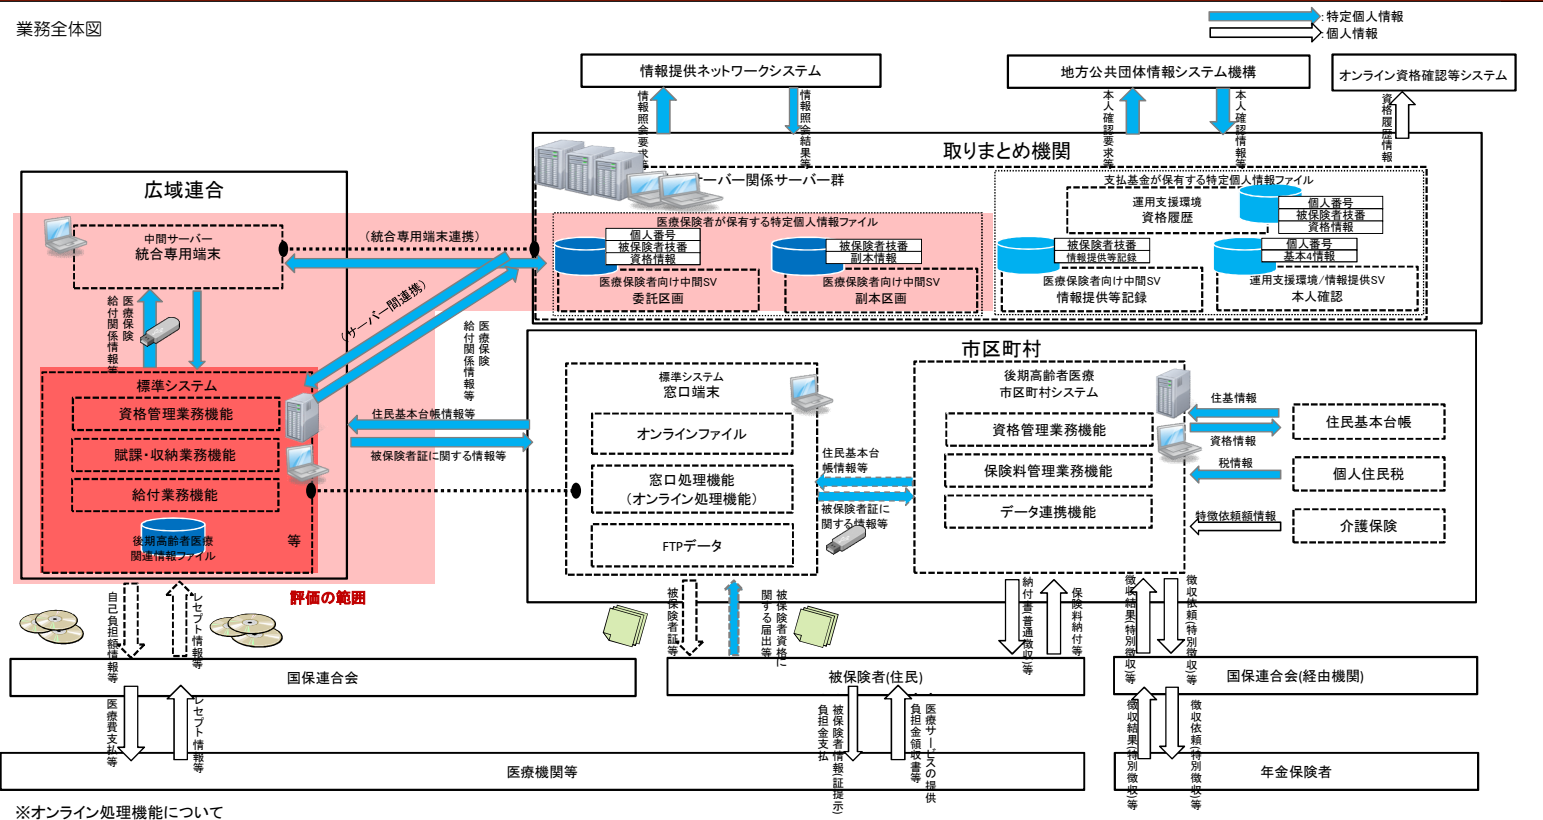 業務全体図
:特定個人情報
:個人情報
情報提供ネットワークシステム
地方公共団体情報システム機構
オンライン資格確認等システム
情報照会要求等
情報照会結果等
本人確認要求等
本人確認情報等
資格履歴情報
取りまとめ機関
サーバー関係サーバー群
医療保険者が保有する特定個人情報ファイル
個人番号
被保険者枝番
資格情報
医療保険者向け中間SV
委託区画
被保険者枝番
副本情報
医療保険者向け中間SV
副本区画
支払基金が保有する特定個人情報ファイル
運用支援環境
資格履歴
個人番号
被保険者枝番
資格情報
被保険者枝番
情報提供等記録
医療保険者向け中間SV
情報提供等記録
個人番号
基本4情報
運用支援環境/情報提供SV
本人確認
広域連合
中間サーバー
統合専用端末
（統合専用端末連携）
（サーバー間連携）
医療保険
給付関係情報等
医療保険
給付関係情報等
標準システム
資格管理業務機能
賦課・収納業務機能
給付業務機能
後期高齢者医療
関連情報ファイル
等
評価の範囲
住民基本台帳情報等
被保険者証に関する情報等
市区町村
標準システム
窓口端末
オンラインファイル
窓口処理機能
（オンライン処理機能）
FTPデータ
住民基本台
帳情報等
被保険者証に
関する情報等
後期高齢者医療
市区町村システム
資格管理業務機能
保険料管理業務機能
データ連携機能
住基情報
資格情報
税情報
特徴依頼額情報
住民基本台帳
個人住民税
介護保険
自己負担額情報等
レセプト情報等
被保険者証等
被保険者資格に
関する届出等
納付書(普通徴収)等
保険料納付等
徴収結果(特別徴収)等
徴収依頼(特別徴収)等
国保連合会
被保険者(住民)
国保連合会(経由機関)
医療費支払等
レセプト情報等
被保険者情報(証提示)
負担金支払
・医療サービスの提供
・負担金領収書等
徴収結果(特別徴収)等
徴収依頼(特別徴収)等
医療機関等
年金保険者
※オンライン処理機能について